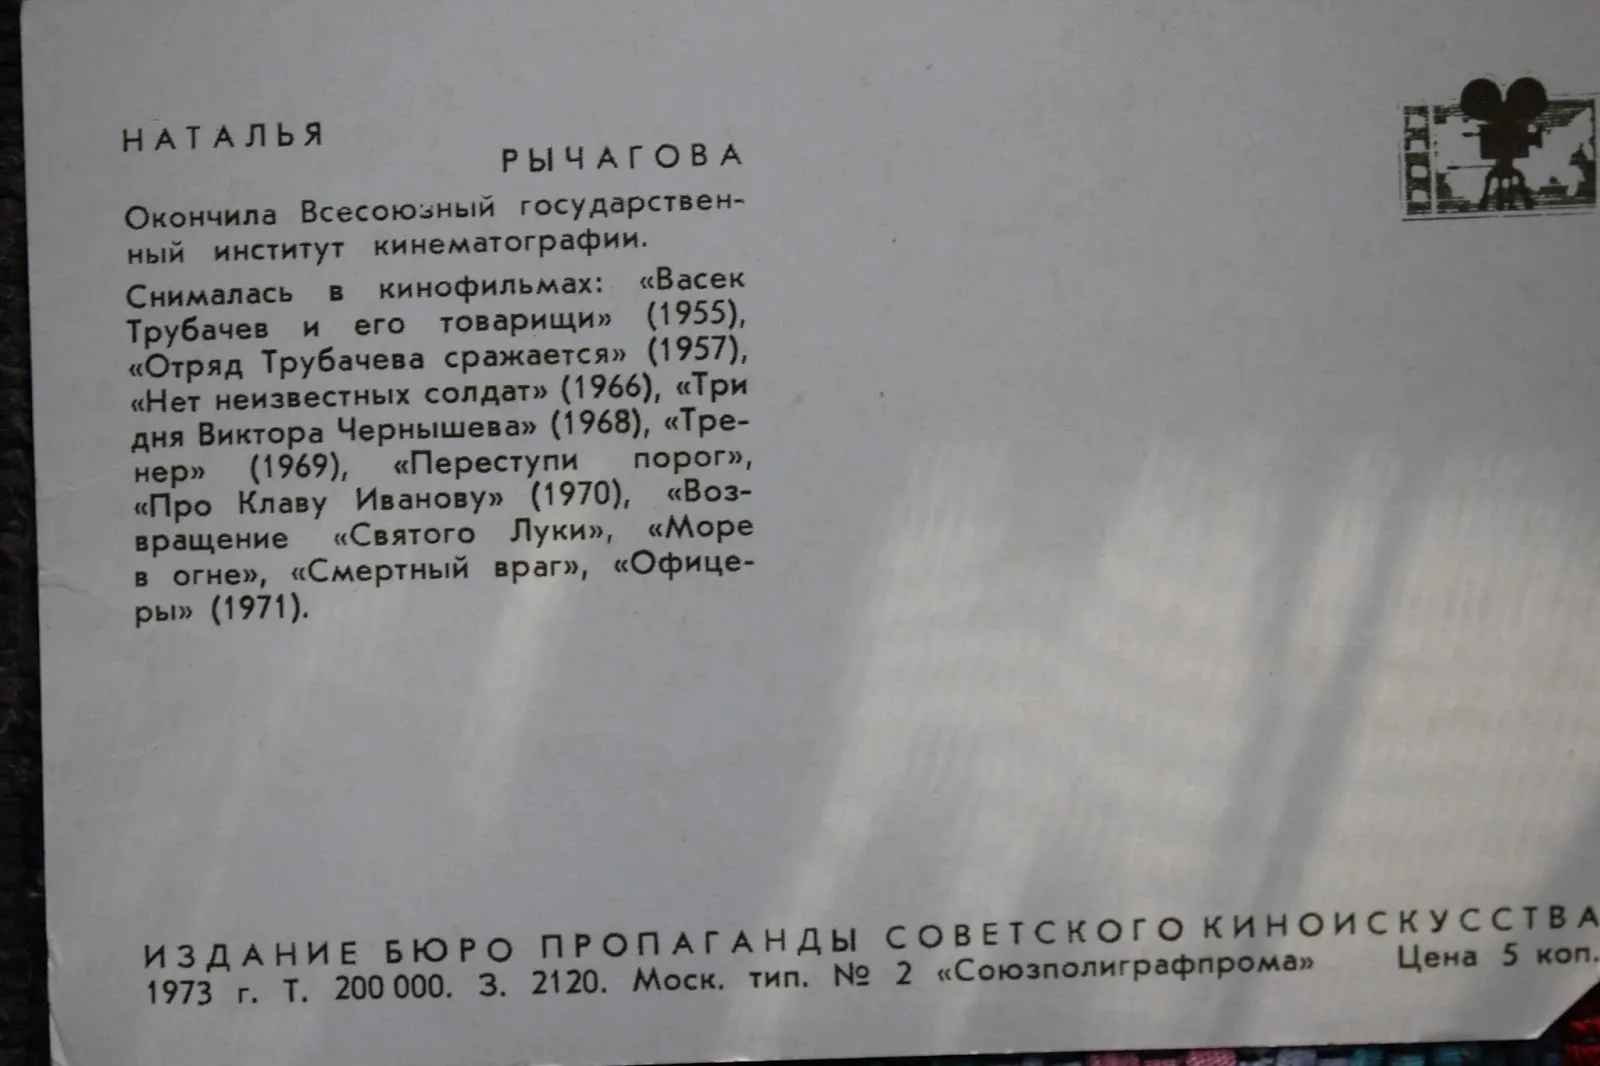 НАТАЛЬЯ
РЫЧАГОВА
Окончила Всесоюзный государствен-
ный институт кинематографии.
Снималась в кинофильмах: «Васек
Трубачев и его товарищи» (1955),
«Отряд Трубачева сражается» (1957),
«Нет неизвестных солдат» (1966), «Три
дня Виктора Чернышева» (1968), «Тре-
нер» (1969), «Переступи порог»,
«Про Клаву Иванову» (1970), «Воз-
вращение «Святого Луки», «Море
в огне», «Смертный враг», «Офице-
ры» (1971).
ИЗДАНИЕ БЮРО ПРОПАГАНДЫ СОВЕТСКОГО КИНОИСКУССТВА
1973 г. Т. 200 000. З. 2120. Моск. тип. № 2 «Союзполиграфпрома» Цена 5 коп.